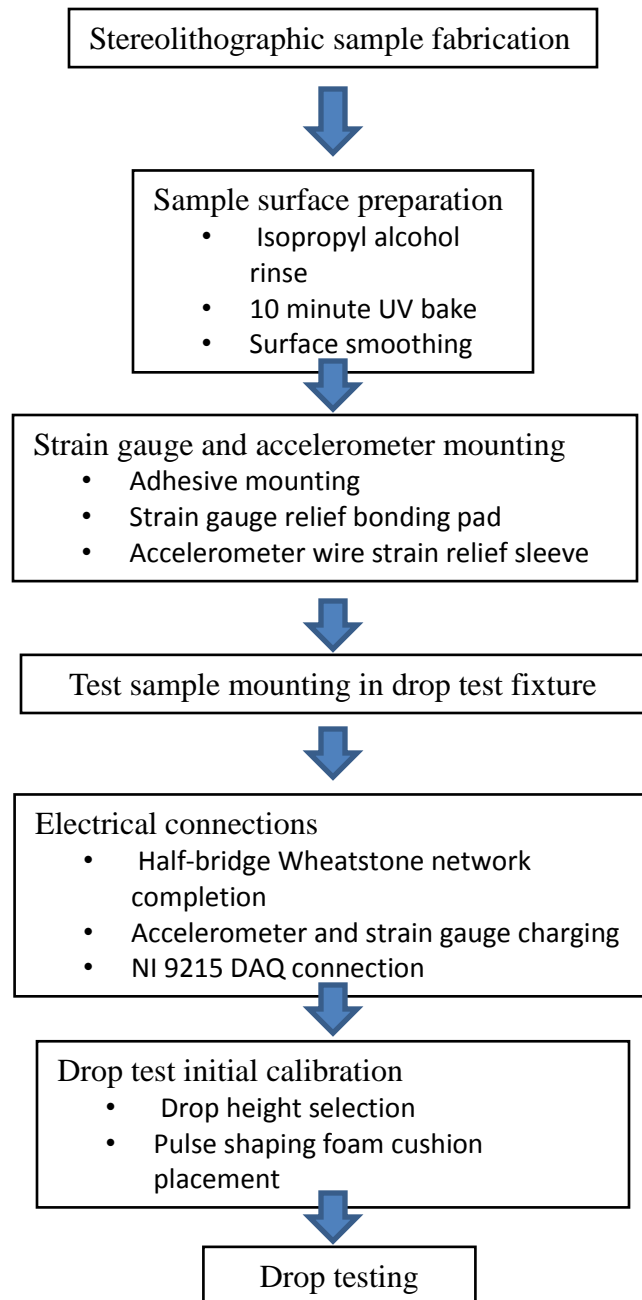 Stereolithographic sample fabrication
Sample surface preparation
• Isopropyl alcohol
rinse
• 10 minute UV bake
• Surface smoothing
Strain gauge and accelerometer mounting
• Adhesive mounting
• Strain gauge relief bonding pad
• Accelerometer wire strain relief sleeve
Test sample mounting in drop test fixture
Electrical connections
• Half-bridge Wheatstone network
completion
• Accelerometer and strain gauge charging
• NI 9215 DAQ connection
Drop test initial calibration
• Drop height selection
• Pulse shaping foam cushion
placement
Drop testing